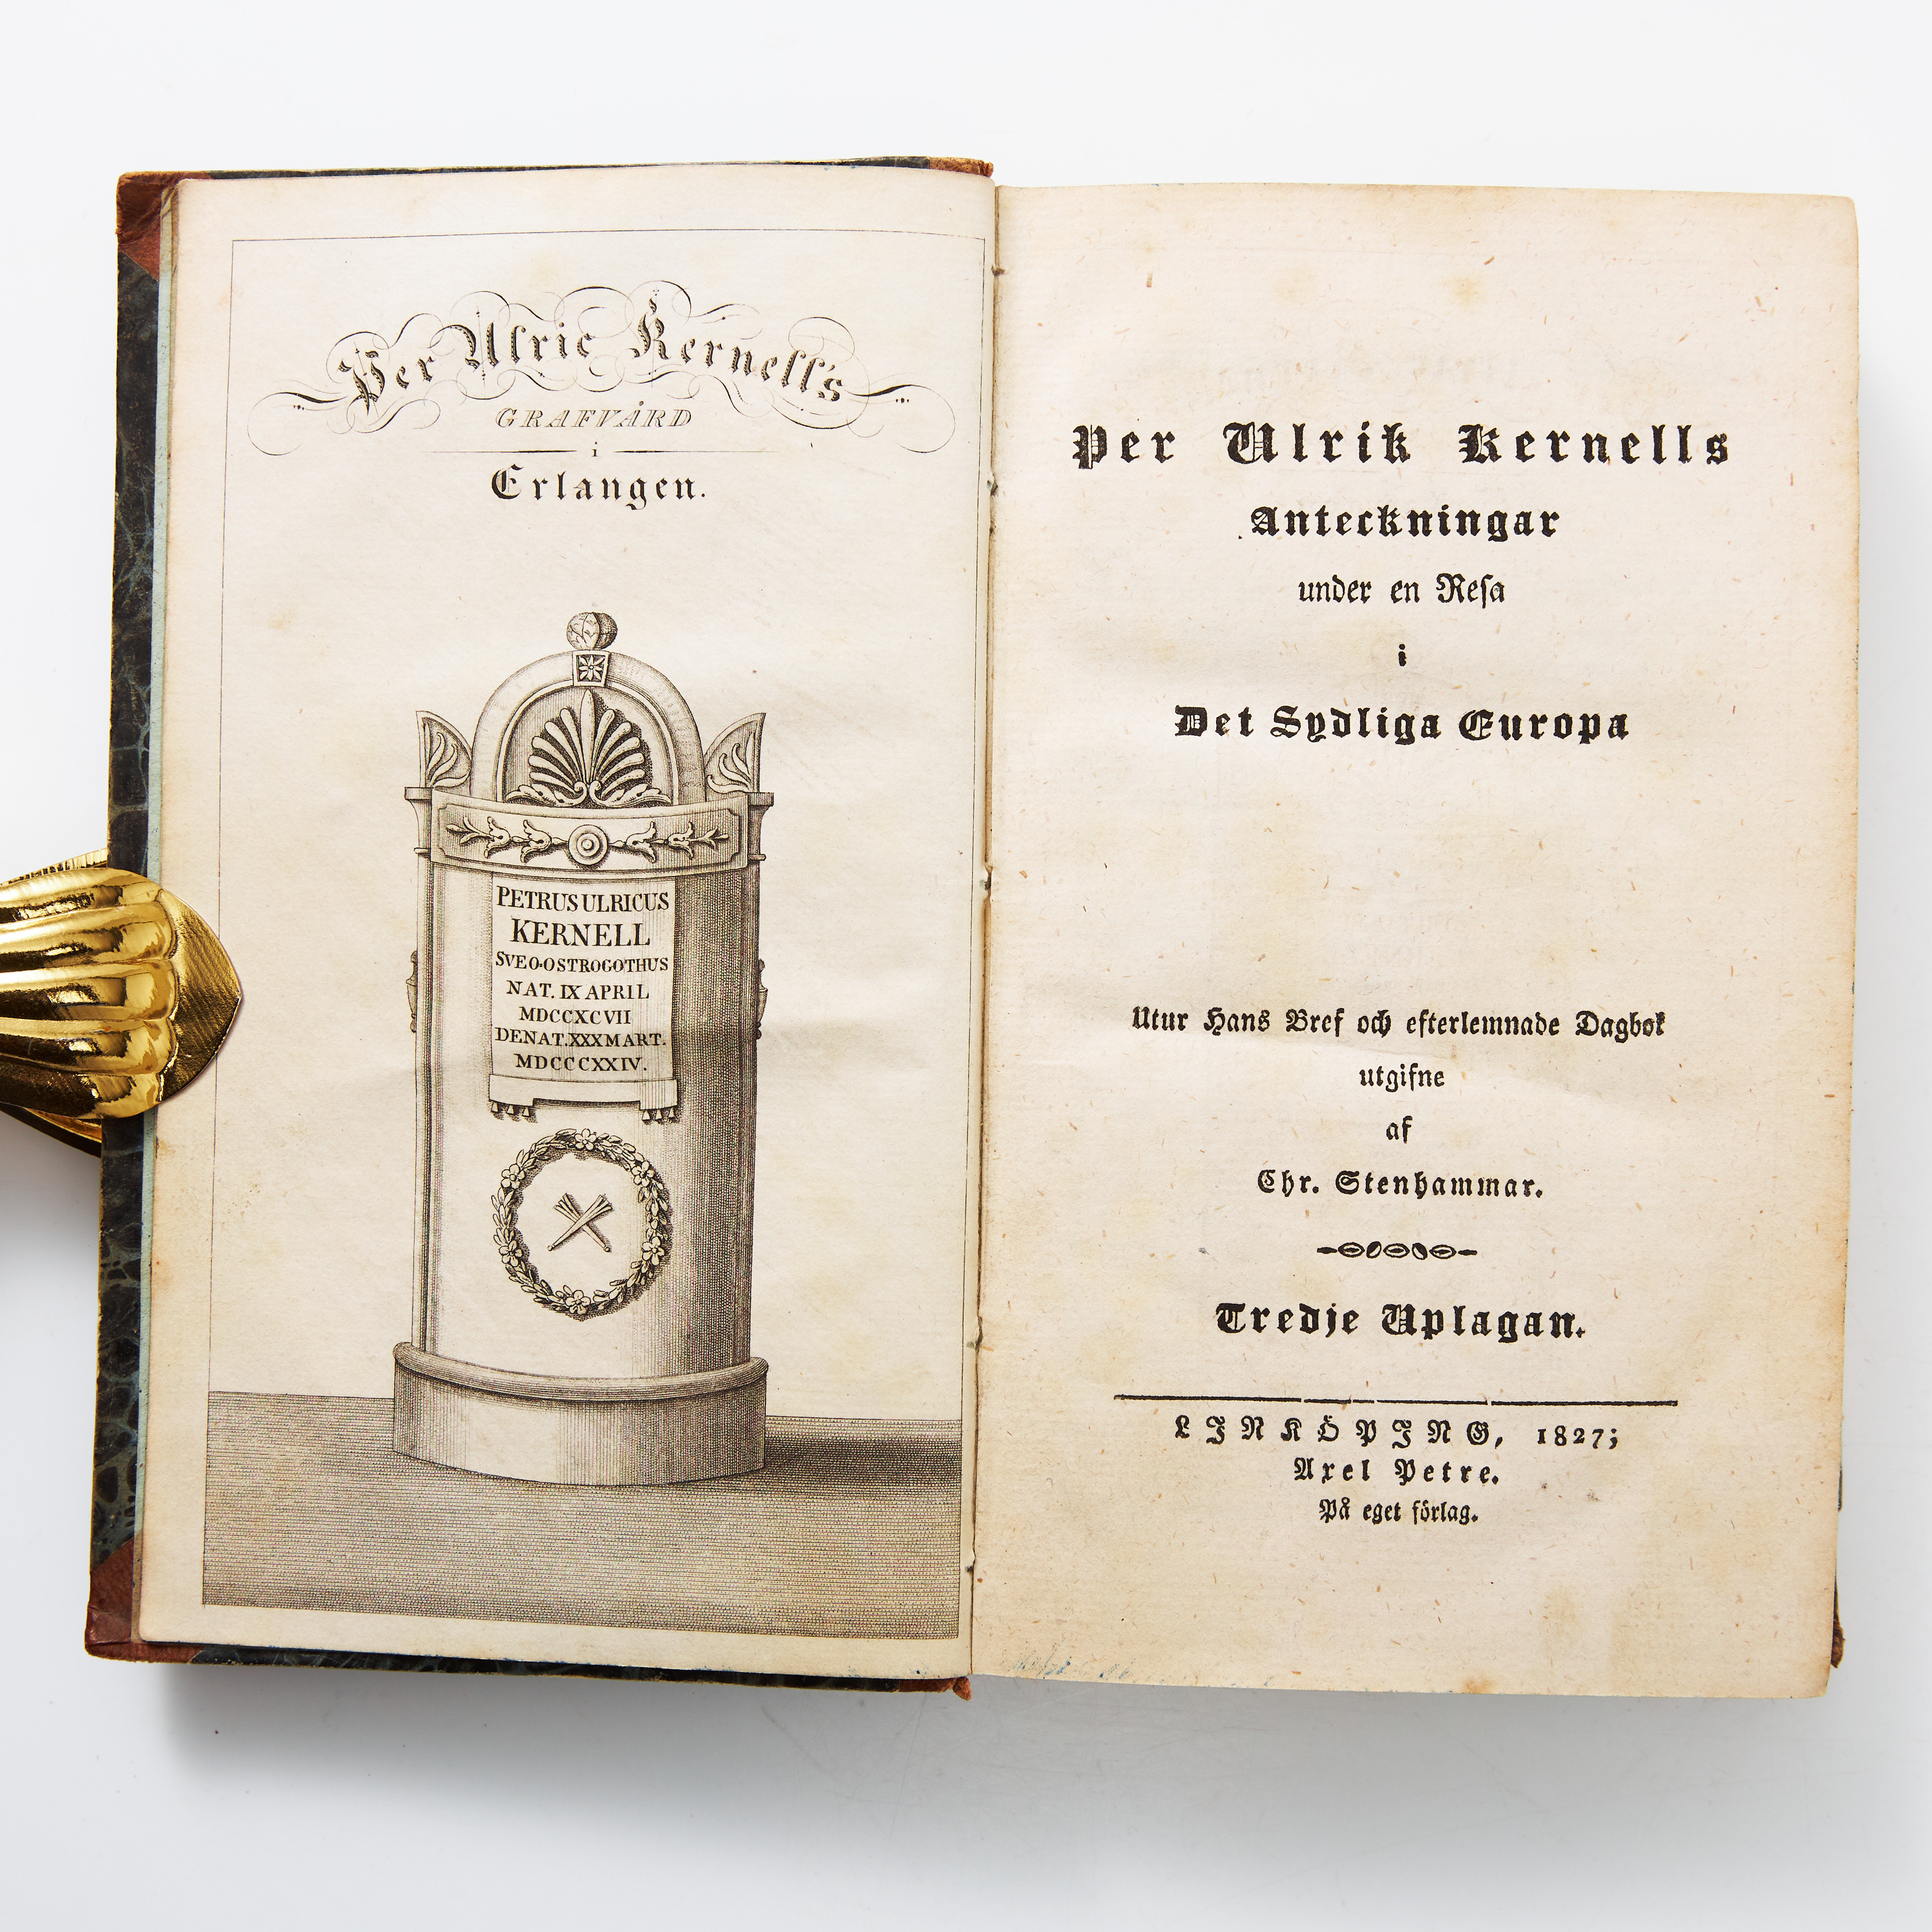 Per Ulric Kernell's
GRAFVÅRD
i
Erlangen.
PETRUS ULRICUS
KERNELL
SVEO-OSTROGOTHUS
NAT. IX APRIL
MDCCXCVII
DENAT. XXX MART.
MDCCCXXIV.
Per Ulrik Kernells
Anteckningar
under en Resa
i
Det Sydliga Europa
Utur Hans Bref och efterlemnade Dagbok
utgifne
af
Chr. Stenhammar.
Tredje Uplagan.
LINKÖPING, 1827;
Axel Petre.
På eget förlag.